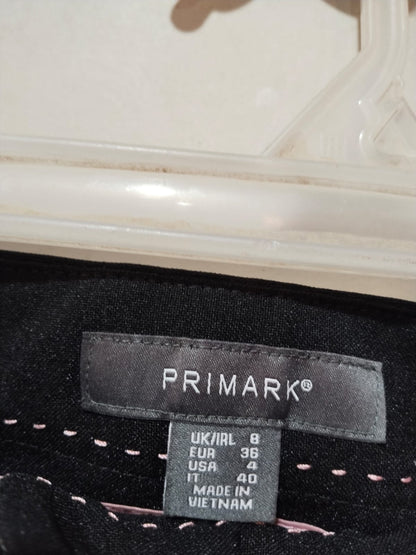 PRIMARK®
UK/IRL 8
EUR 36
USA 4
IT 40
MADE IN
VIETNAM